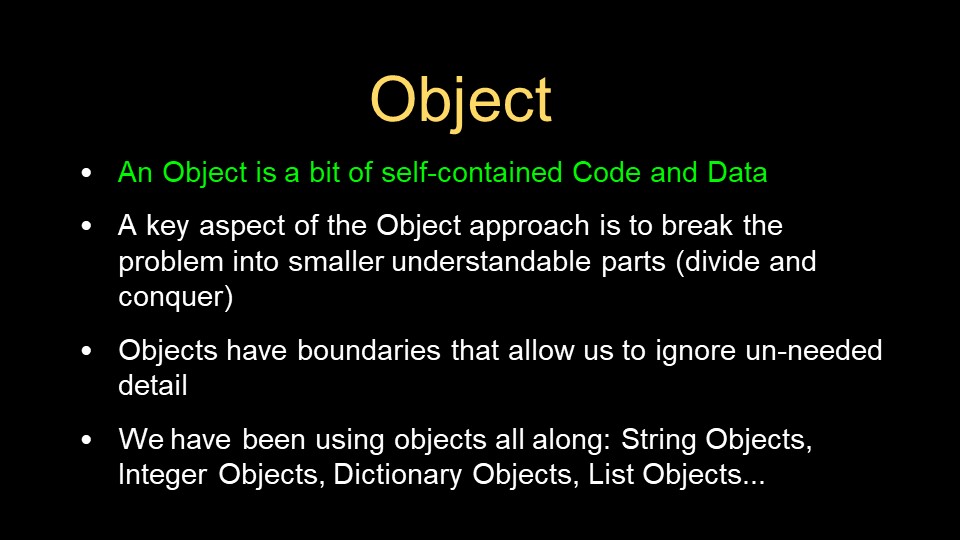 Object
• An Object is a bit of self-contained Code and Data
• A key aspect of the Object approach is to break the
problem into smaller understandable parts (divide and
conquer)
• Objects have boundaries that allow us to ignore un-needed
detail
• We have been using objects all along: String Objects,
Integer Objects, Dictionary Objects, List Objects...